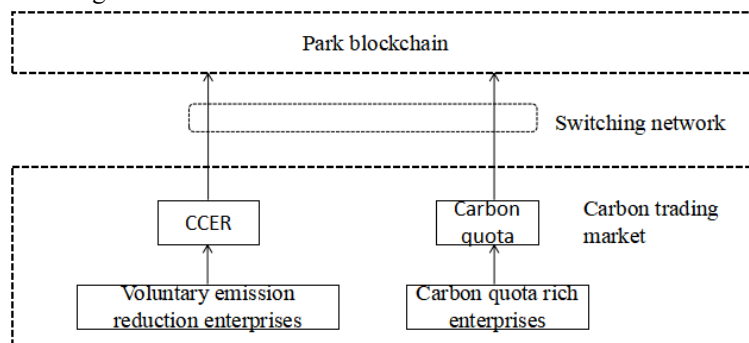 Park blockchain
Switching network
CCER
Carbon
quota
Carbon trading
market
Voluntary emission
reduction enterprises
Carbon quota rich
enterprises